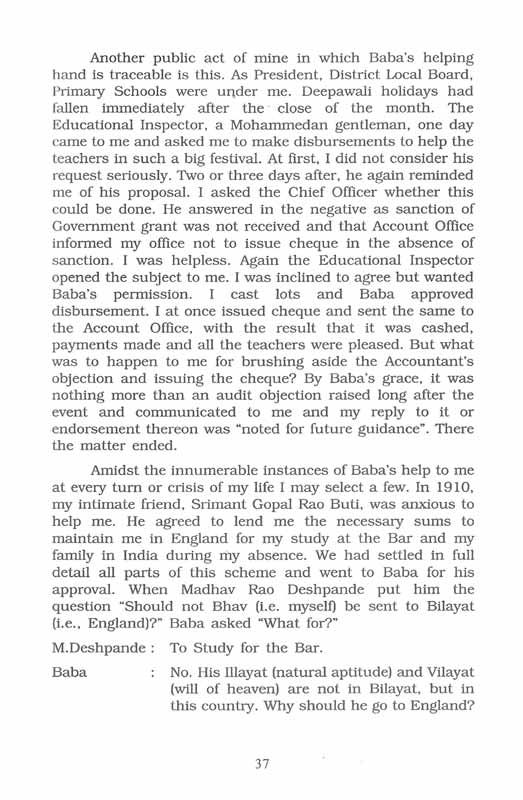 Another public act of mine in which Baba's helping
hand is traceable is this. As President, District Local Board,
Primary Schools were under me. Deepawali holidays had
fallen immediately after the close of the month. The
Educational Inspector, a Mohammedan gentleman, one day
came to me and asked me to make disbursements to help the
teachers in such a big festival. At first, I did not consider his
request seriously. Two or three days after, he again reminded
me of his proposal. I asked the Chief Officer whether this
could be done. He answered in the negative as sanction of
Government grant was not received and that Account Office
informed my office not to issue cheque in the absence of
sanction. I was helpless. Again the Educational Inspector
opened the subject to me. I was inclined to agree but wanted
Baba's permission. I cast lots and Baba approved
disbursement. I at once issued cheque and sent the same to
the Account Office, with the result that it was cashed,
payments made and all the teachers were pleased. But what
was to happen to me for brushing aside the Accountant's
objection and issuing the cheque? By Baba's grace, it was
nothing more than an audit objection raised long after the
event and communicated to me and my reply to it or
endorsement thereon was "noted for future guidance". There
the matter ended.
Amidst the innumerable instances of Baba's help to me
at every turn or crisis of my life I may select a few. In 1910,
my intimate friend, Srimant Gopal Rao Buti, was anxious to
help me. He agreed to lend me the necessary sums to
maintain me in England for my study at the Bar and my
family in India during my absence. We had settled in full
detail all parts of this scheme and went to Baba for his
approval. When Madhav Rao Deshpande put him the
question "Should not Bhav (i.e. myself) be sent to Bilayat
(i.e., England)?" Baba asked "What for?"
M.Deshpande : To Study for the Bar.
Baba : No. His Illayat (natural aptitude) and Vilayat
(will of heaven) are not in Bilayat, but in
this country. Why should he go to England?
37